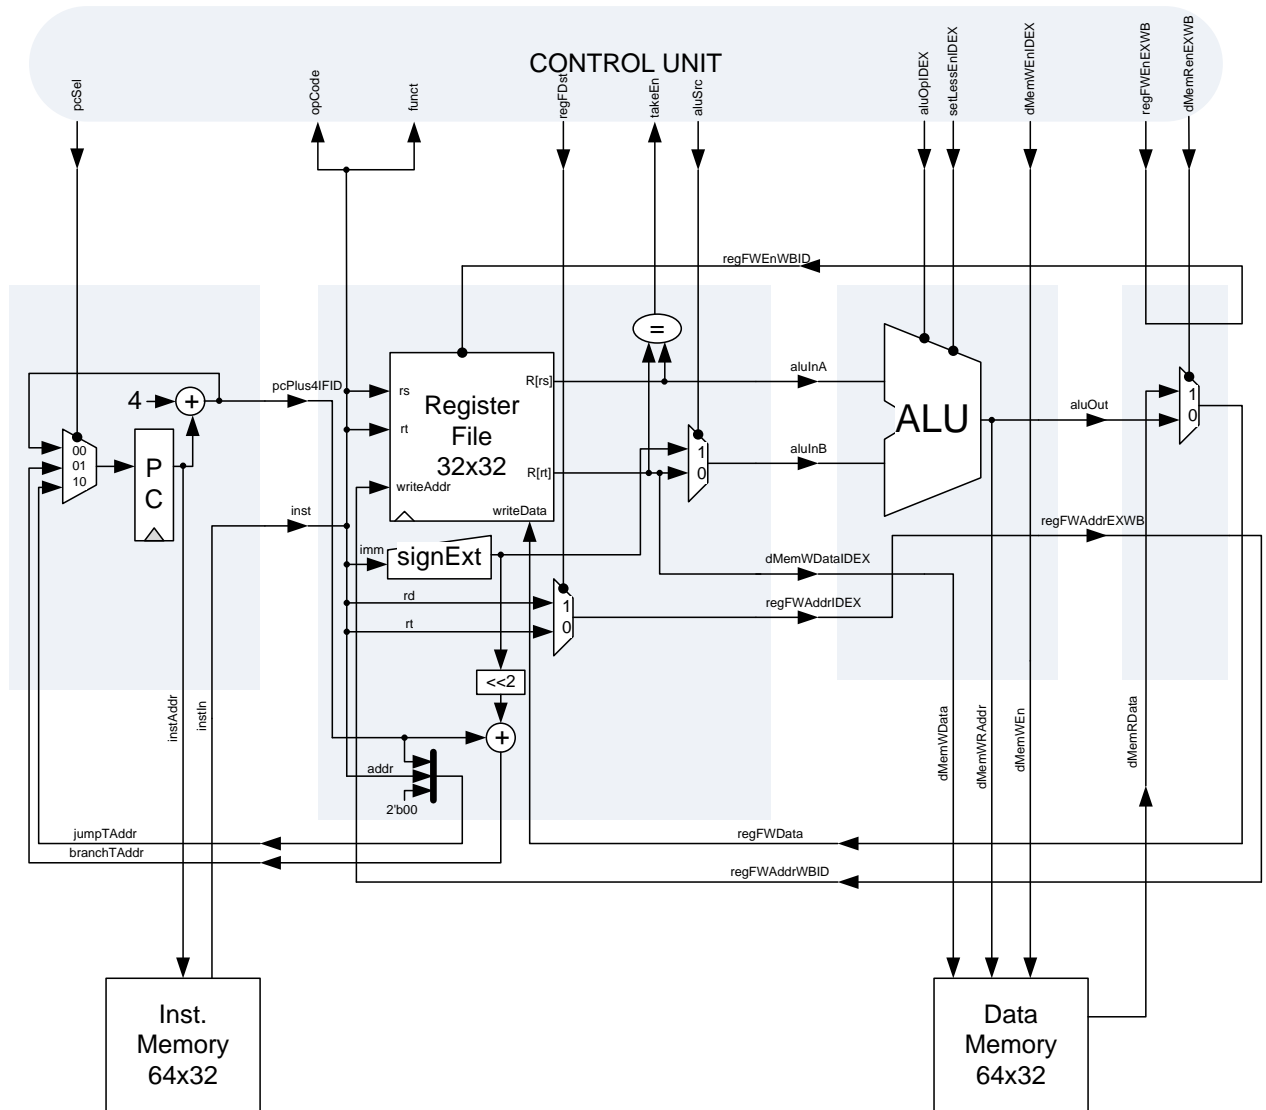 CONTROL UNIT
pcSel
opCode
funct
regFDst
takeEn
aluSrc
aluOpIDEX
setLessEnIDEX
dMemWEnIDEX
regFWEnEXWB
dMemRenEXWB
regFWEnWBID
=
4
+
pcPlus4IFID
00
01
10
P
C
rs
rt
writeAddr
Register
File
32x32
R[rs]
R[rt]
writeData
aluInA
1
0
aluInB
ALU
aluOut
1
0
inst
imm
signExt
regFWAddrEXWB
dMemWDataIDEX
rd
rt
1
0
regFWAddrIDEX
<<2
+
addr
2'b00
instAddr
instIn
dMemWData
dMemWRAddr
dMemWEn
dMemRData
jumpTAddr
branchTAddr
regFWData
regFWAddrWBID
Inst.
Memory
64x32
Data
Memory
64x32